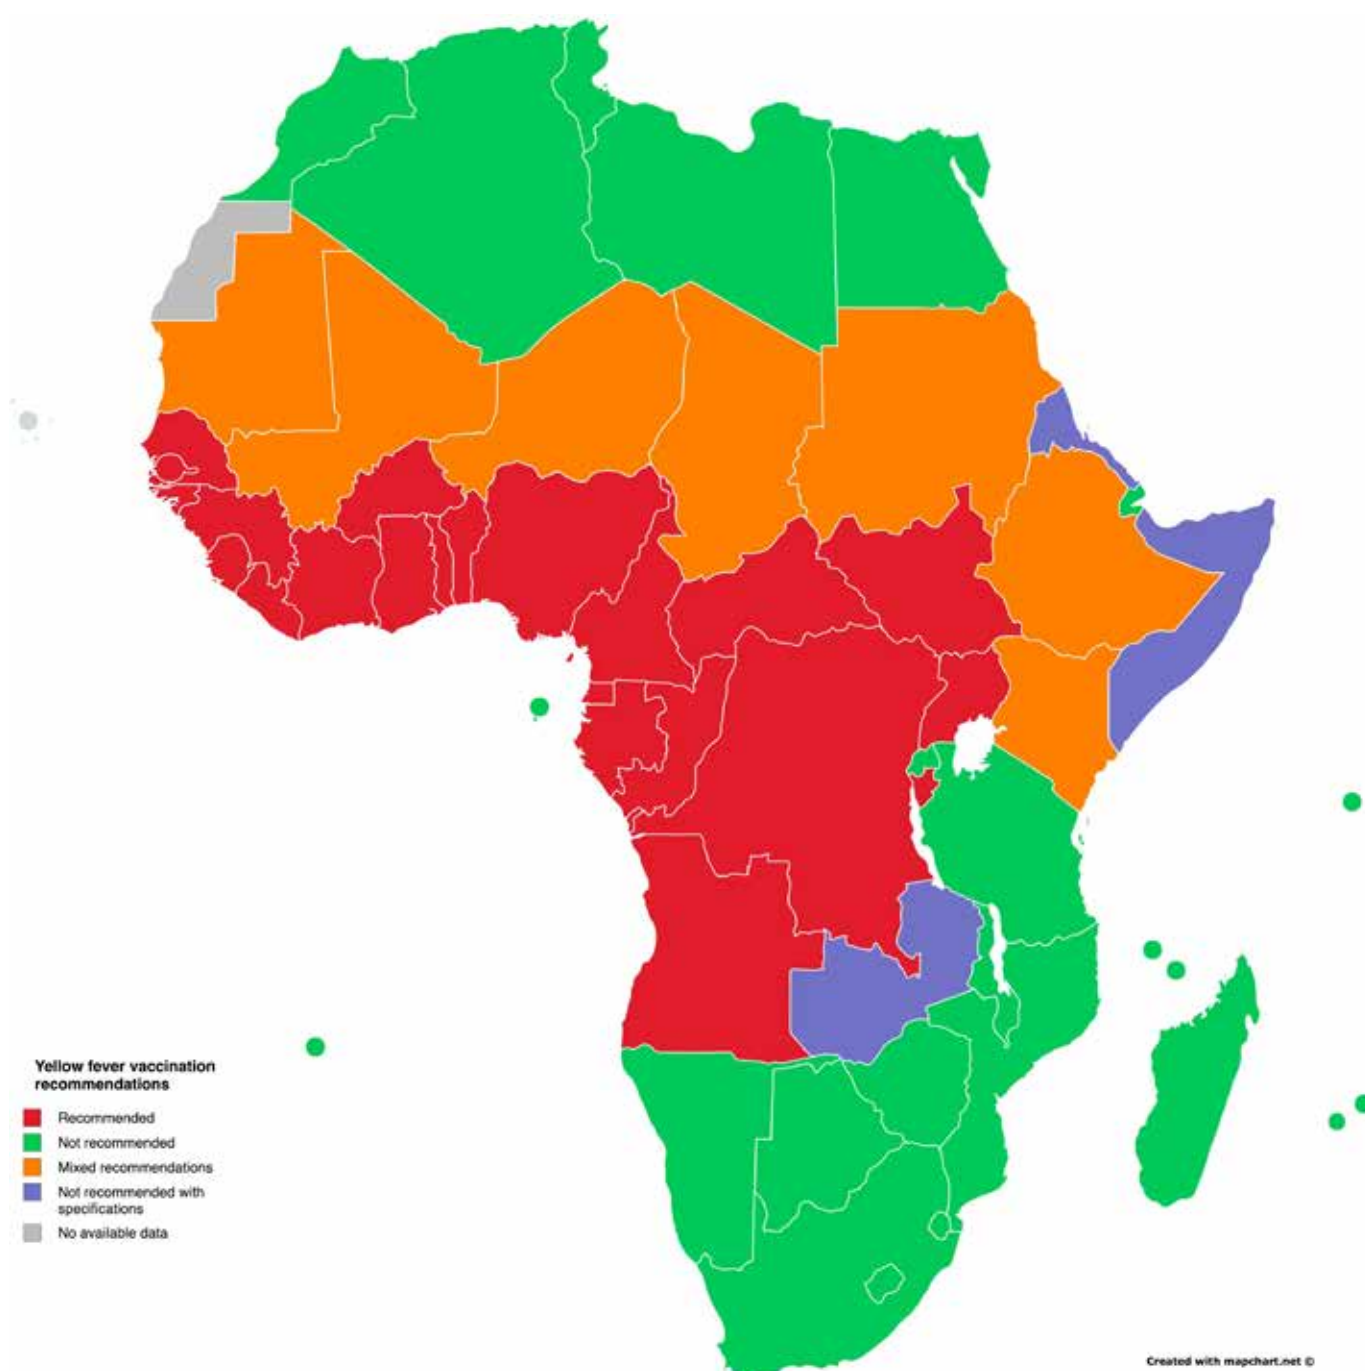 Yellow fever vaccination
recommendations
Recommended
Not recommended
Mixed recommendations
Not recommended with
specifications
No available data
Created with mapchart.net ©